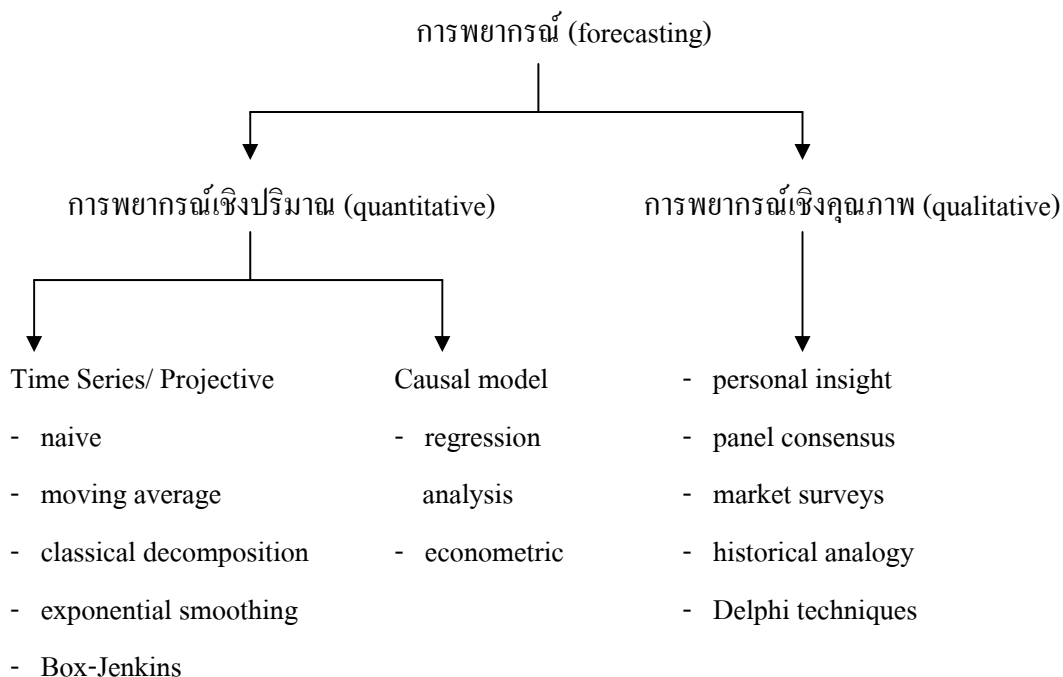 การพยากรณ์ (forecasting)
การพยากรณ์เชิงปริมาณ (quantitative)
การพยากรณ์เชิงคุณภาพ (qualitative)
Time Series/ Projective
- naive
- moving average
- classical decomposition
- exponential smoothing
- Box-Jenkins
Causal model
- regression
analysis
- econometric
- personal insight
- panel consensus
- market surveys
- historical analogy
- Delphi techniques